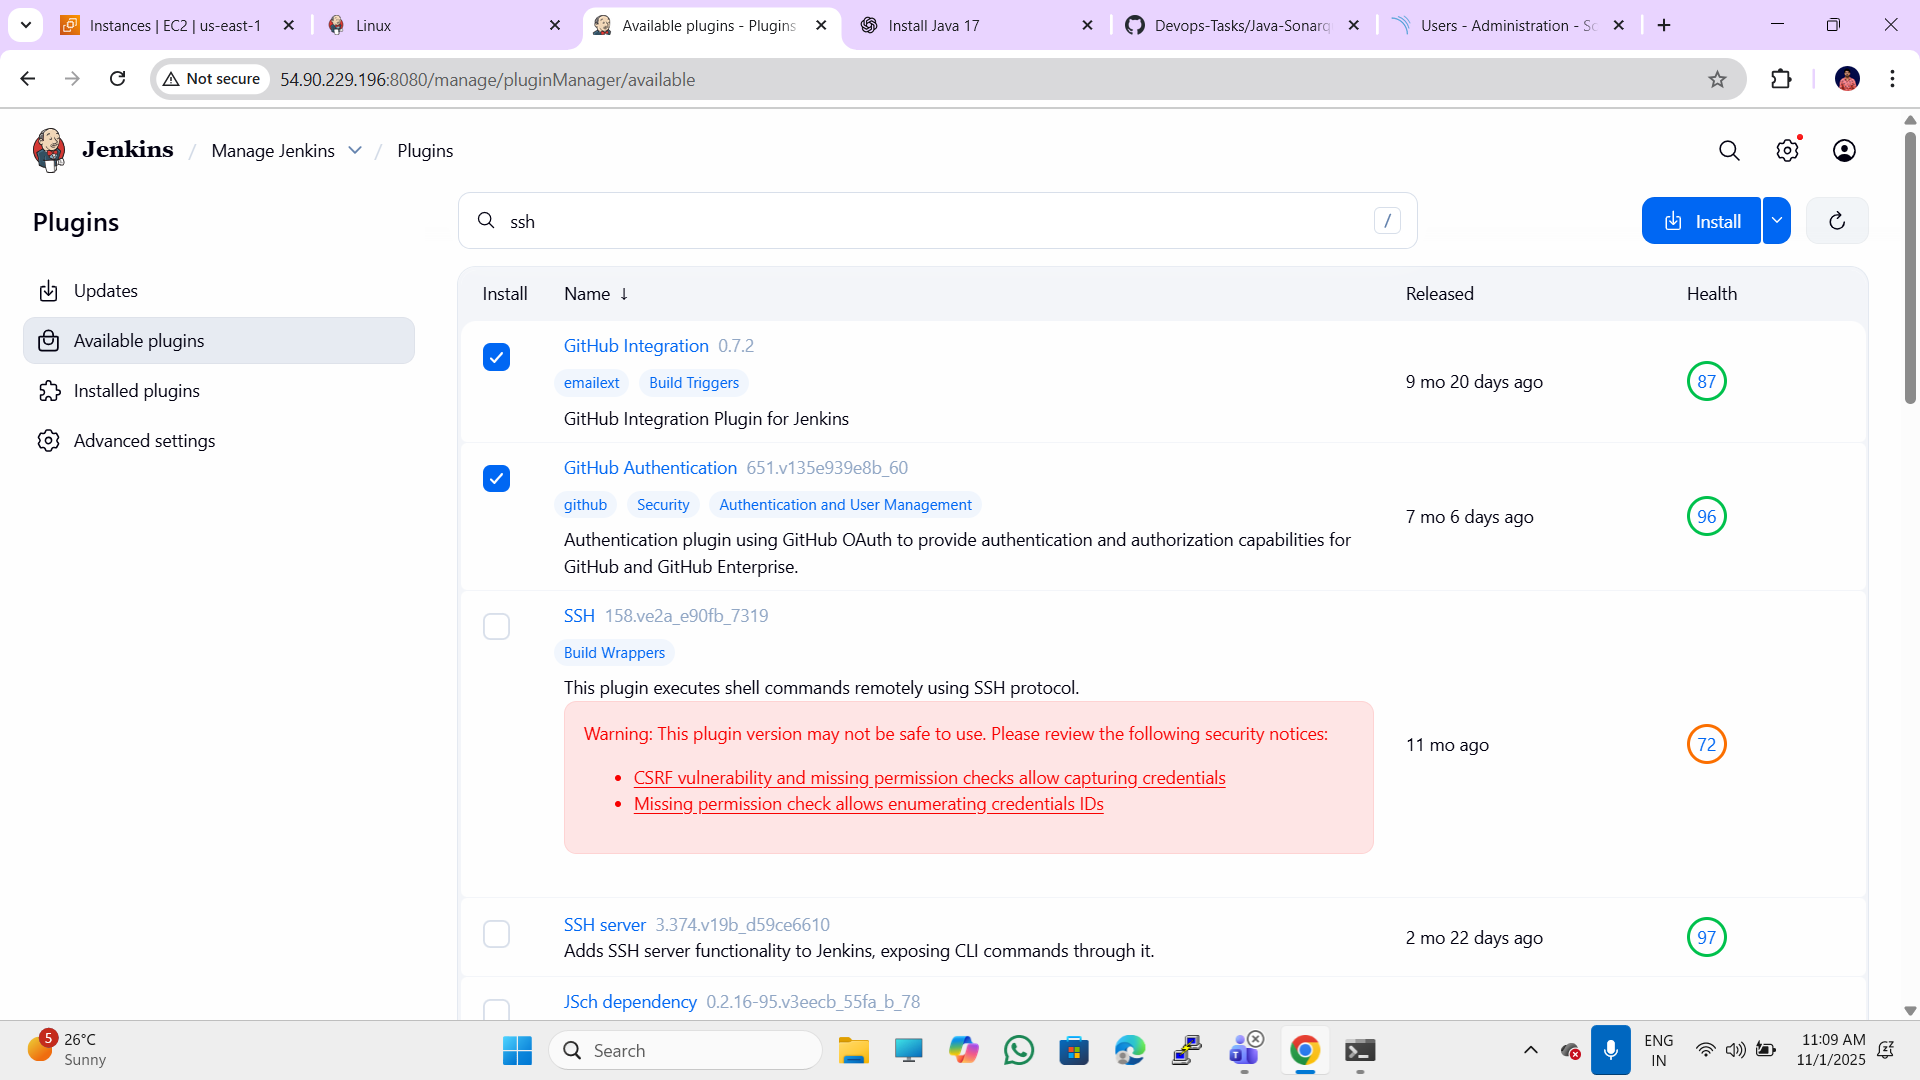 Instances | EC2 | us-east-1
Linux
Available plugins - Plugins
Install Java 17
Devops-Tasks/Java-Sonarq
Users - Administration - So
Not secure
54.90.229.196:8080/manage/pluginManager/available
Jenkins / Manage Jenkins / Plugins
Plugins
ssh
/
Install
Updates
Available plugins
Installed plugins
Advanced settings
Install Name ↓ Released Health
GitHub Integration 0.7.2
emailext Build Triggers
GitHub Integration Plugin for Jenkins
9 mo 20 days ago
87
GitHub Authentication 651.v135e939e8b_60
github Security Authentication and User Management
Authentication plugin using GitHub OAuth to provide authentication and authorization capabilities for
GitHub and GitHub Enterprise.
7 mo 6 days ago
96
SSH 158.ve2a_e90fb_7319
Build Wrappers
This plugin executes shell commands remotely using SSH protocol.
Warning: This plugin version may not be safe to use. Please review the following security notices:
• CSRF vulnerability and missing permission checks allow capturing credentials
• Missing permission check allows enumerating credentials IDs
11 mo ago
72
SSH server 3.374.v19b_d59ce6610
Adds SSH server functionality to Jenkins, exposing CLI commands through it.
2 mo 22 days ago
97
JSch dependency 0.2.16-95.v3eecb_55fa_b_78
5
26°C
Sunny
Search
ENG
IN
11:09 AM
11/1/2025